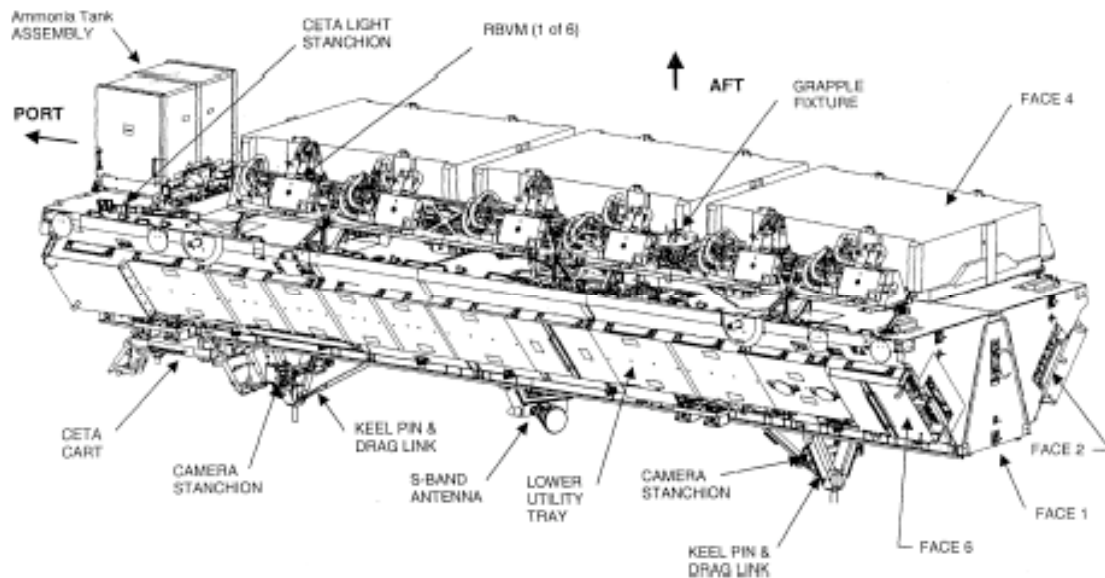 Ammonia Tank
ASSEMBLY
CETA LIGHT
STANCHION
RBVM (1 of 6)
PORT
AFT
GRAPPLE
FIXTURE
FACE 4
CETA
CART
CAMERA
STANCHION
KEEL PIN &
DRAG LINK
S-BAND
ANTENNA
LOWER
UTILITY
TRAY
CAMERA
STANCHION
KEEL PIN &
DRAG LINK
FACE 2
FACE 1
FACE 6